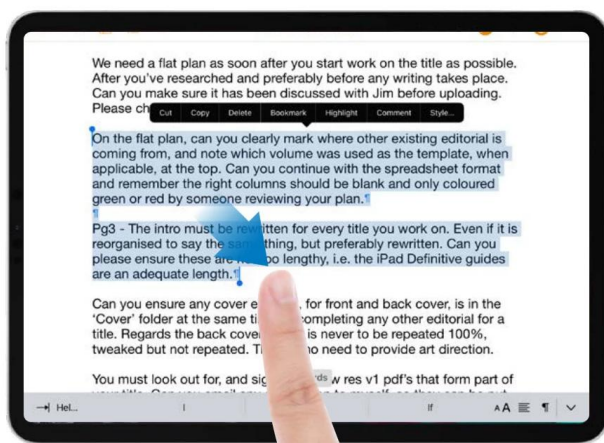 We need a flat plan as soon after you start work on the title as possible.
After you've researched and preferably before any writing takes place.
Can you make sure it has been discussed with Jim before uploading.
Please ch
Cut Copy Delete Bookmark Highlight Comment Style...
On the flat plan, can you clearly mark where other existing editorial is
coming from, and note which volume was used as the template, when
applicable, at the top. Can you continue with the spreadsheet format
and remember the right columns should be blank and only coloured
green or red by someone reviewing your plan.¶
¶
Pg3 - The intro must be rewritten for every title you work on. Even if it is
reorganised to say the same thing, but preferably rewritten. Can you
please ensure these are too lengthy, i.e. the iPad Definitive guides
are an adequate length.¶
Can you ensure any cover e , for front and back cover, is in the
'Cover' folder at the same ti completing any other editorial for a
title. Regards the back cover is never to be repeated 100%,
tweaked but not repeated. T no need to provide art direction.
You must look out for, and sig rds w res v1 pdf's that form part of
Hel... I If AA ¶